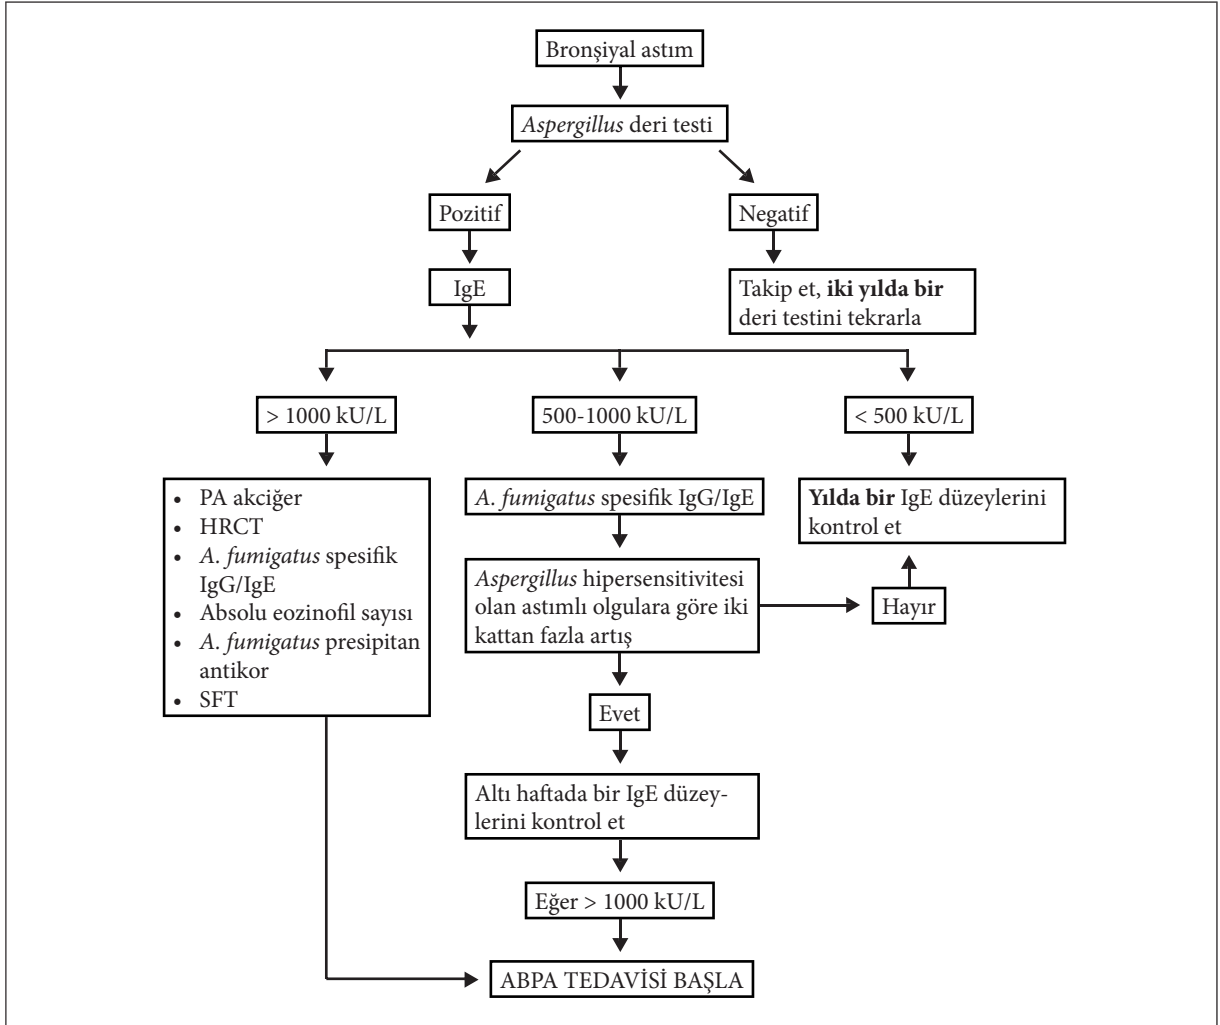 Bronşiyal astım
Aspergillus deri testi
Pozitif
Negatif
IgE
Takip et, iki yılda bir
deri testini tekrarla
> 1000 kU/L
500-1000 kU/L
< 500 kU/L
• PA akciğer
• HRCT
• A. fumigatus spesifik
IgG/IgE
• Absolu eozinofil sayısı
• A. fumigatus presipitan
antikor
• SFT
A. fumigatus spesifik IgG/IgE
Yılda bir IgE düzeylerini
kontrol et
Aspergillus hipersensitivitesi
olan astımlı olgulara göre iki
kattan fazla artış
Hayır
Evet
Altı haftada bir IgE düzey-
lerini kontrol et
Eğer > 1000 kU/L
ABPA TEDAVİSİ BAŞLA